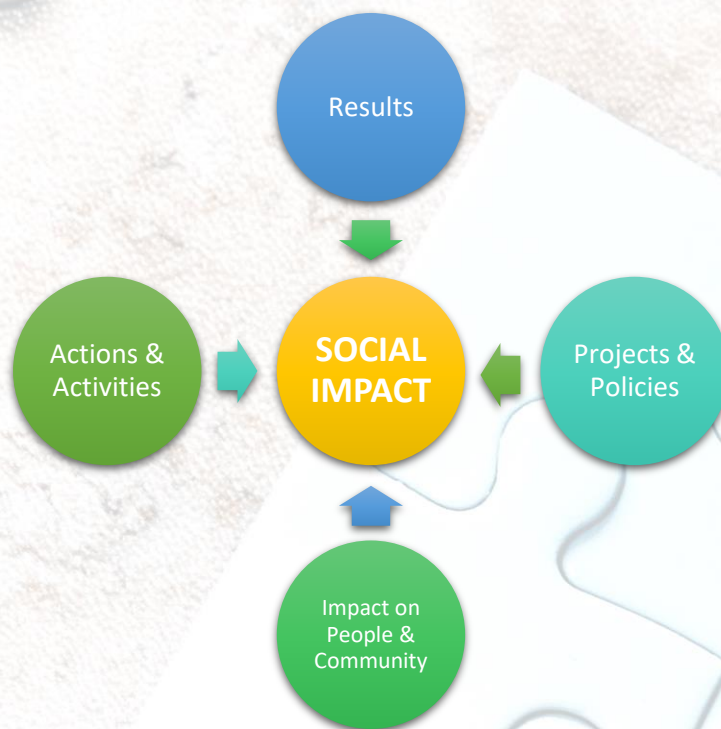 Results
Actions &
Activities
SOCIAL
IMPACT
Projects &
Policies
Impact on
People &
Community